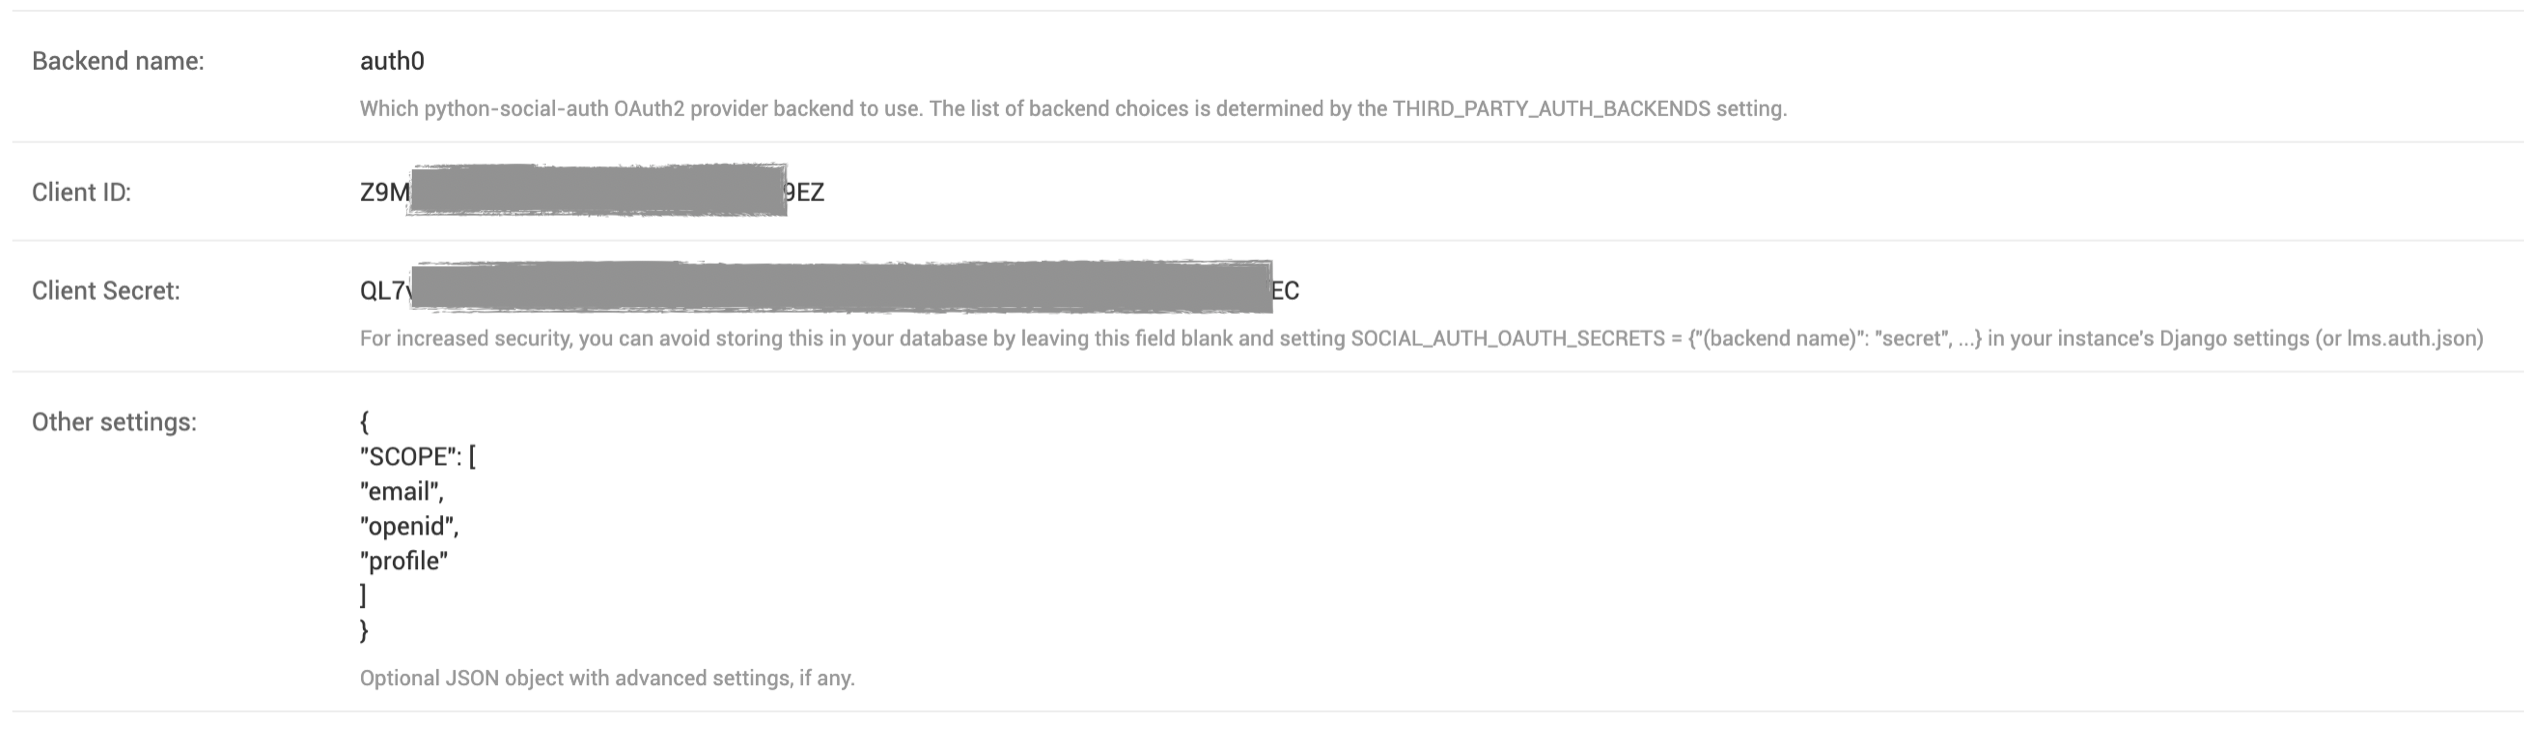 Backend name: auth0
Which python-social-auth OAuth2 provider backend to use. The list of backend choices is determined by the THIRD_PARTY_AUTH_BACKENDS setting.
Client ID: Z9M 9EZ
Client Secret: QL7 EC
For increased security, you can avoid storing this in your database by leaving this field blank and setting SOCIAL_AUTH_OAUTH_SECRETS = {"(backend name)": "secret", ...} in your instance's Django settings (or lms.auth.json)
Other settings: {
"SCOPE": [
"email",
"openid",
"profile"
]
}
Optional JSON object with advanced settings, if any.